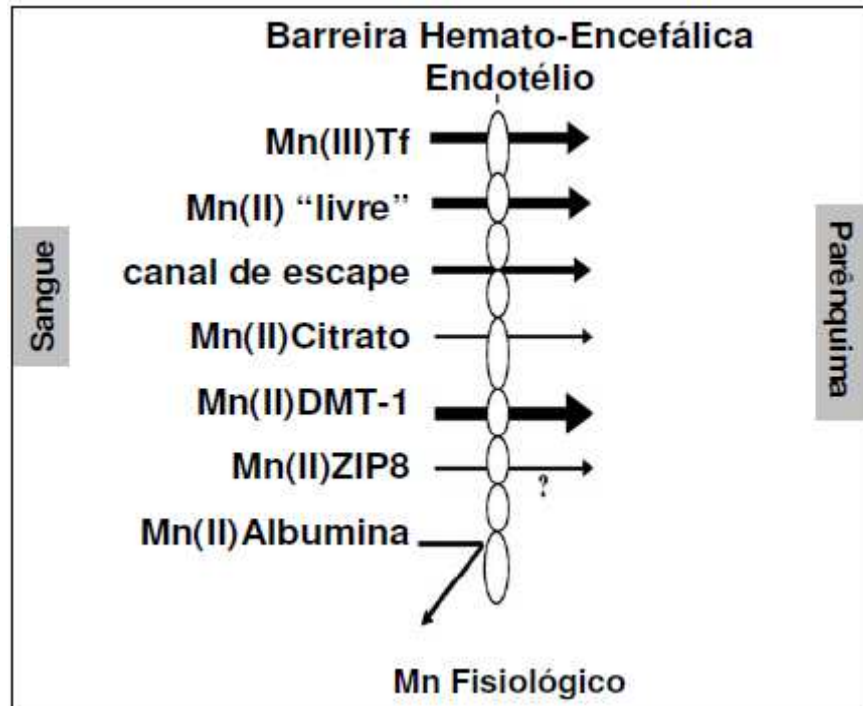 Barreira Hemato-Encefálica
Endotélio
Mn(III)Tf
Mn(II) “livre”
canal de escape
Mn(II)Citrato
Mn(II)DMT-1
Mn(II)ZIP8
?
Mn(II)Albumina
Sangue
Parênquima
Mn Fisiológico